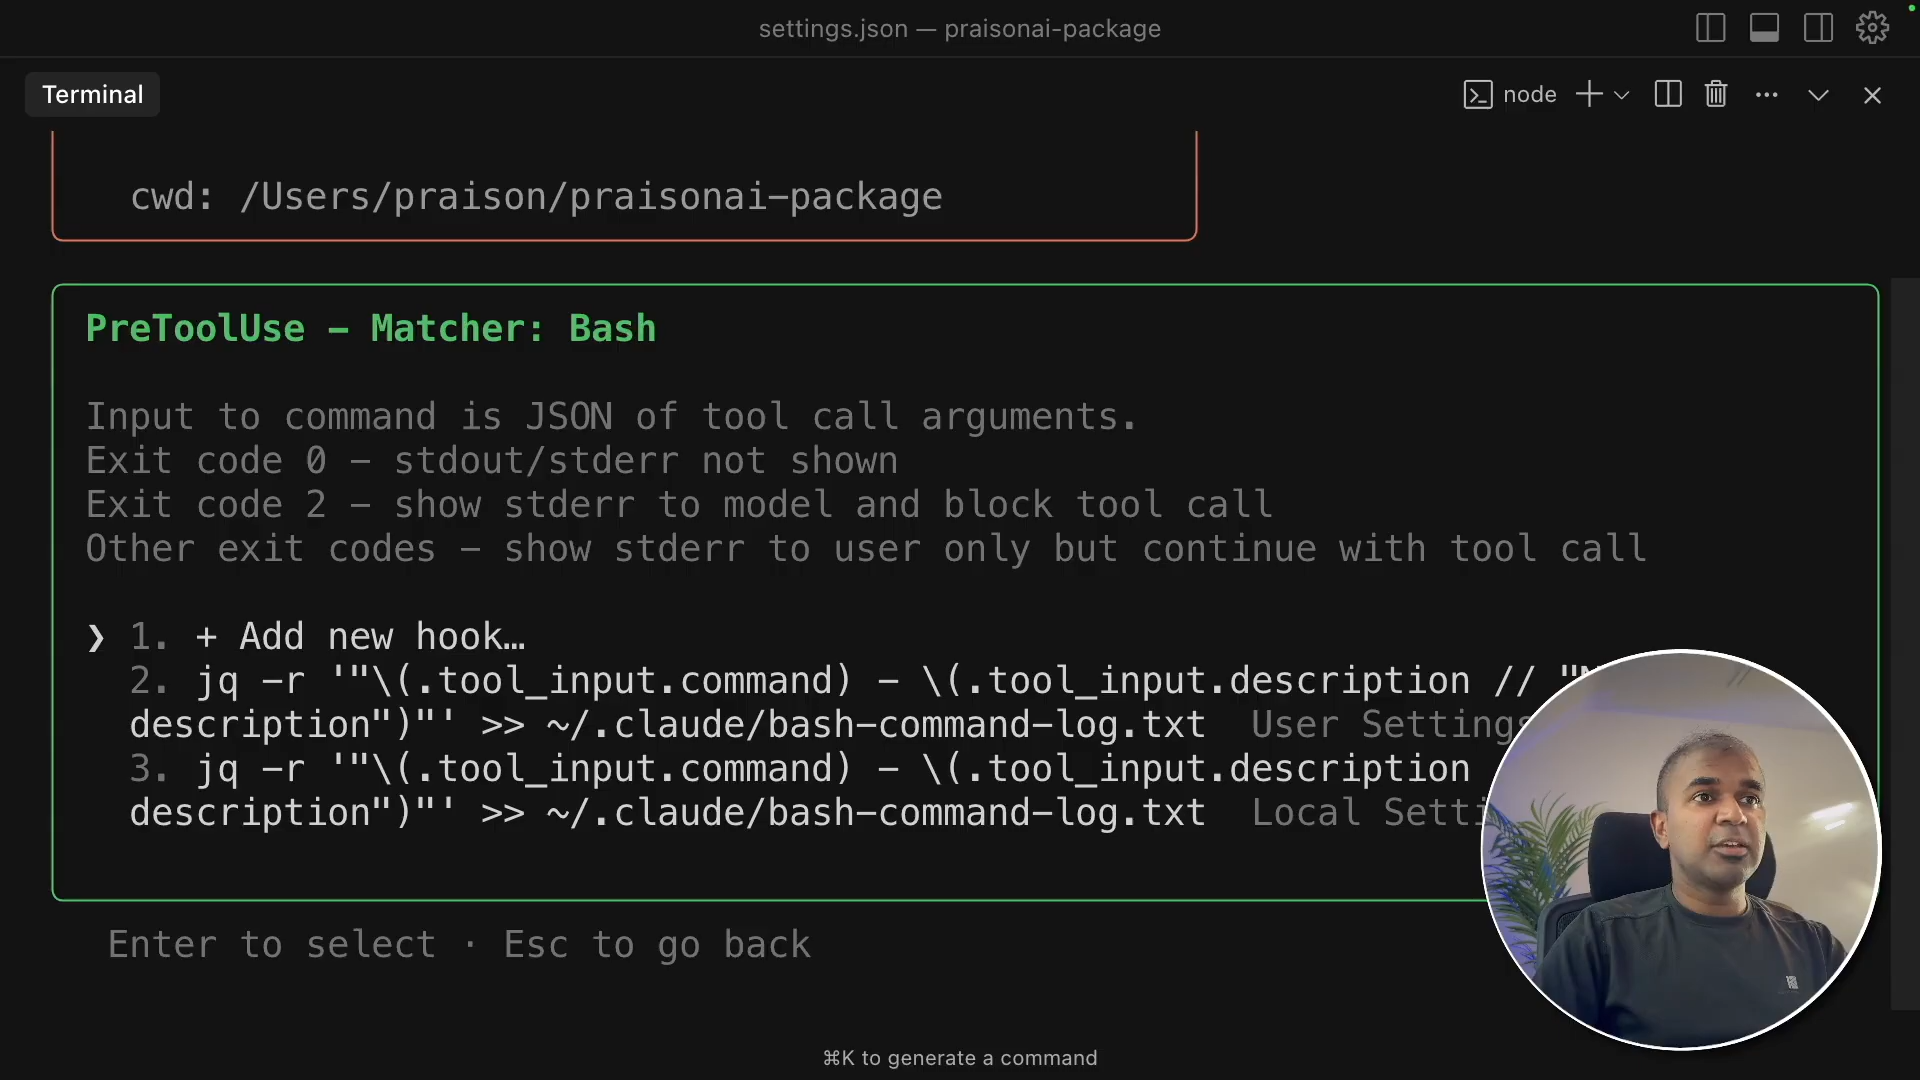 settings.json — praisonai-package
Terminal
node
cwd: /Users/praison/praisonai-package
PreToolUse – Matcher: Bash
Input to command is JSON of tool call arguments.
Exit code 0 – stdout/stderr not shown
Exit code 2 – show stderr to model and block tool call
Other exit codes – show stderr to user only but continue with tool call
❯ 1. + Add new hook…
2. jq -r '"\(.tool_input.command) - \(.tool_input.description // "
description")"' >> ~/.claude/bash-command-log.txt User Settings
3. jq -r '"\(.tool_input.command) - \(.tool_input.description
description")"' >> ~/.claude/bash-command-log.txt Local
Enter to select · Esc to go back
⌘K to generate a command